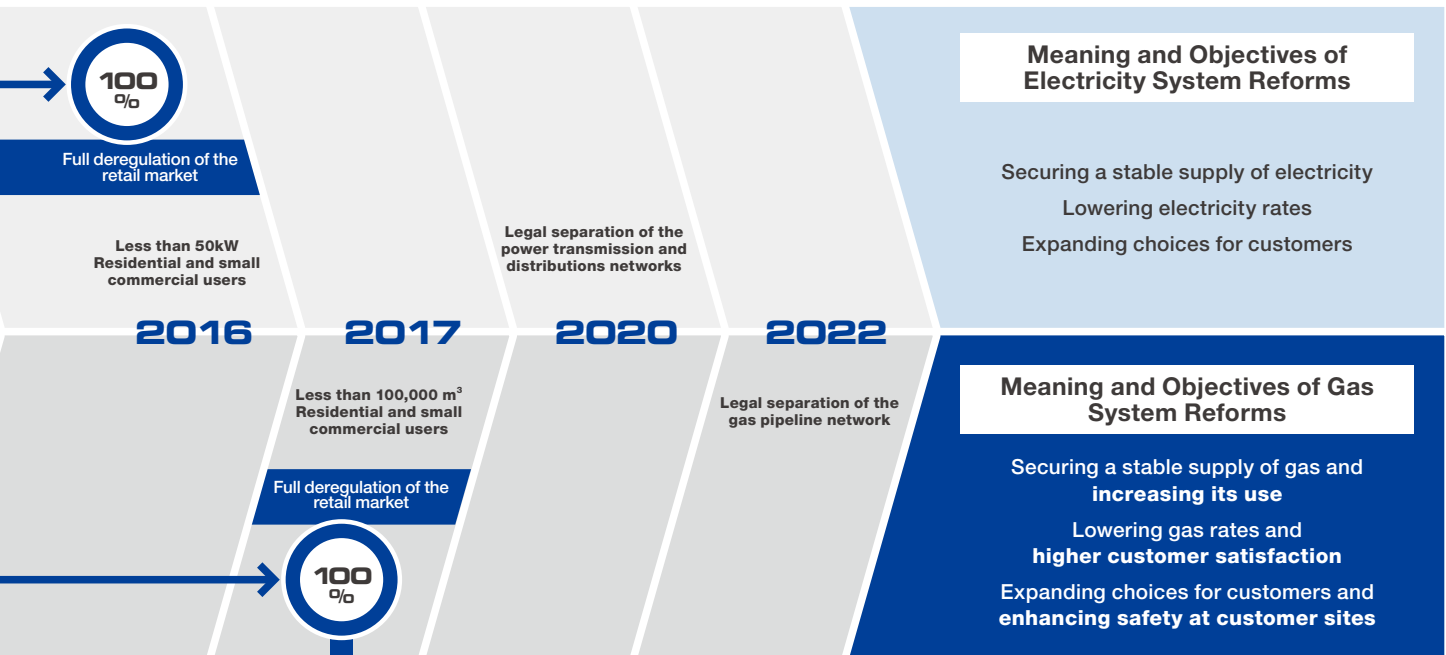 100
%
Full deregulation of the
retail market
Less than 50kW
Residential and small
commercial users
Legal separation of the
power transmission and
distributions networks
Meaning and Objectives of
Electricity System Reforms
Securing a stable supply of electricity
Lowering electricity rates
Expanding choices for customers
2016
2017
2020
2022
Less than 100,000 m³
Residential and small
commercial users
Full deregulation of the
retail market
100
%
Legal separation of the
gas pipeline network
Meaning and Objectives of Gas
System Reforms
Securing a stable supply of gas and
increasing its use
Lowering gas rates and
higher customer satisfaction
Expanding choices for customers and
enhancing safety at customer sites